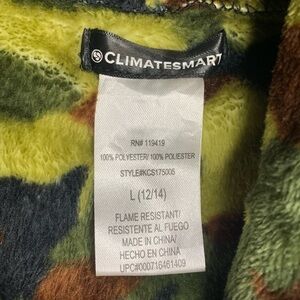 CLIMATESMART
RN# 119419
100% POLYESTER/ 100% POLIESTER
STYLE#KCS175005
L (12/14)
FLAME RESISTANT/
RESISTENTE AL FUEGO
MADE IN CHINA/
HECHO EN CHINA
UPC#000716461409